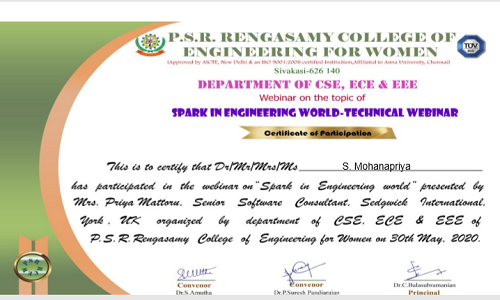 P.S.R. RENGASAMY COLLEGE OF
ENGINEERING FOR WOMEN
(Approved by AICTE, New Delhi & an ISO 9001:2008 certified Institution,Affiliated to Anna University, Chennai)
Sivakasi-626 140
DEPARTMENT OF CSE, ECE & EEE
Webinar on the topic of
SPARK IN ENGINEERING WORLD-TECHNICAL WEBINAR
Certificate of Participation
This is to certify that Dr/Mr/Mrs/Ms S. Mohanapriya
has participated in the webinar on "Spark in Engineering world" presented by
Mrs. Priya Mattoru, Senior Software Consultant, Sedgwick International,
York, UK organized by department of CSE, ECE & EEE of
P.S.R.Rengasamy College of Engineering for Women on 30th May, 2020.
Convenor Convenor Dr.C.Balasubramanian
Dr.S.Amutha Dr.P.Suresh Pandiarajan Principal
TÜV